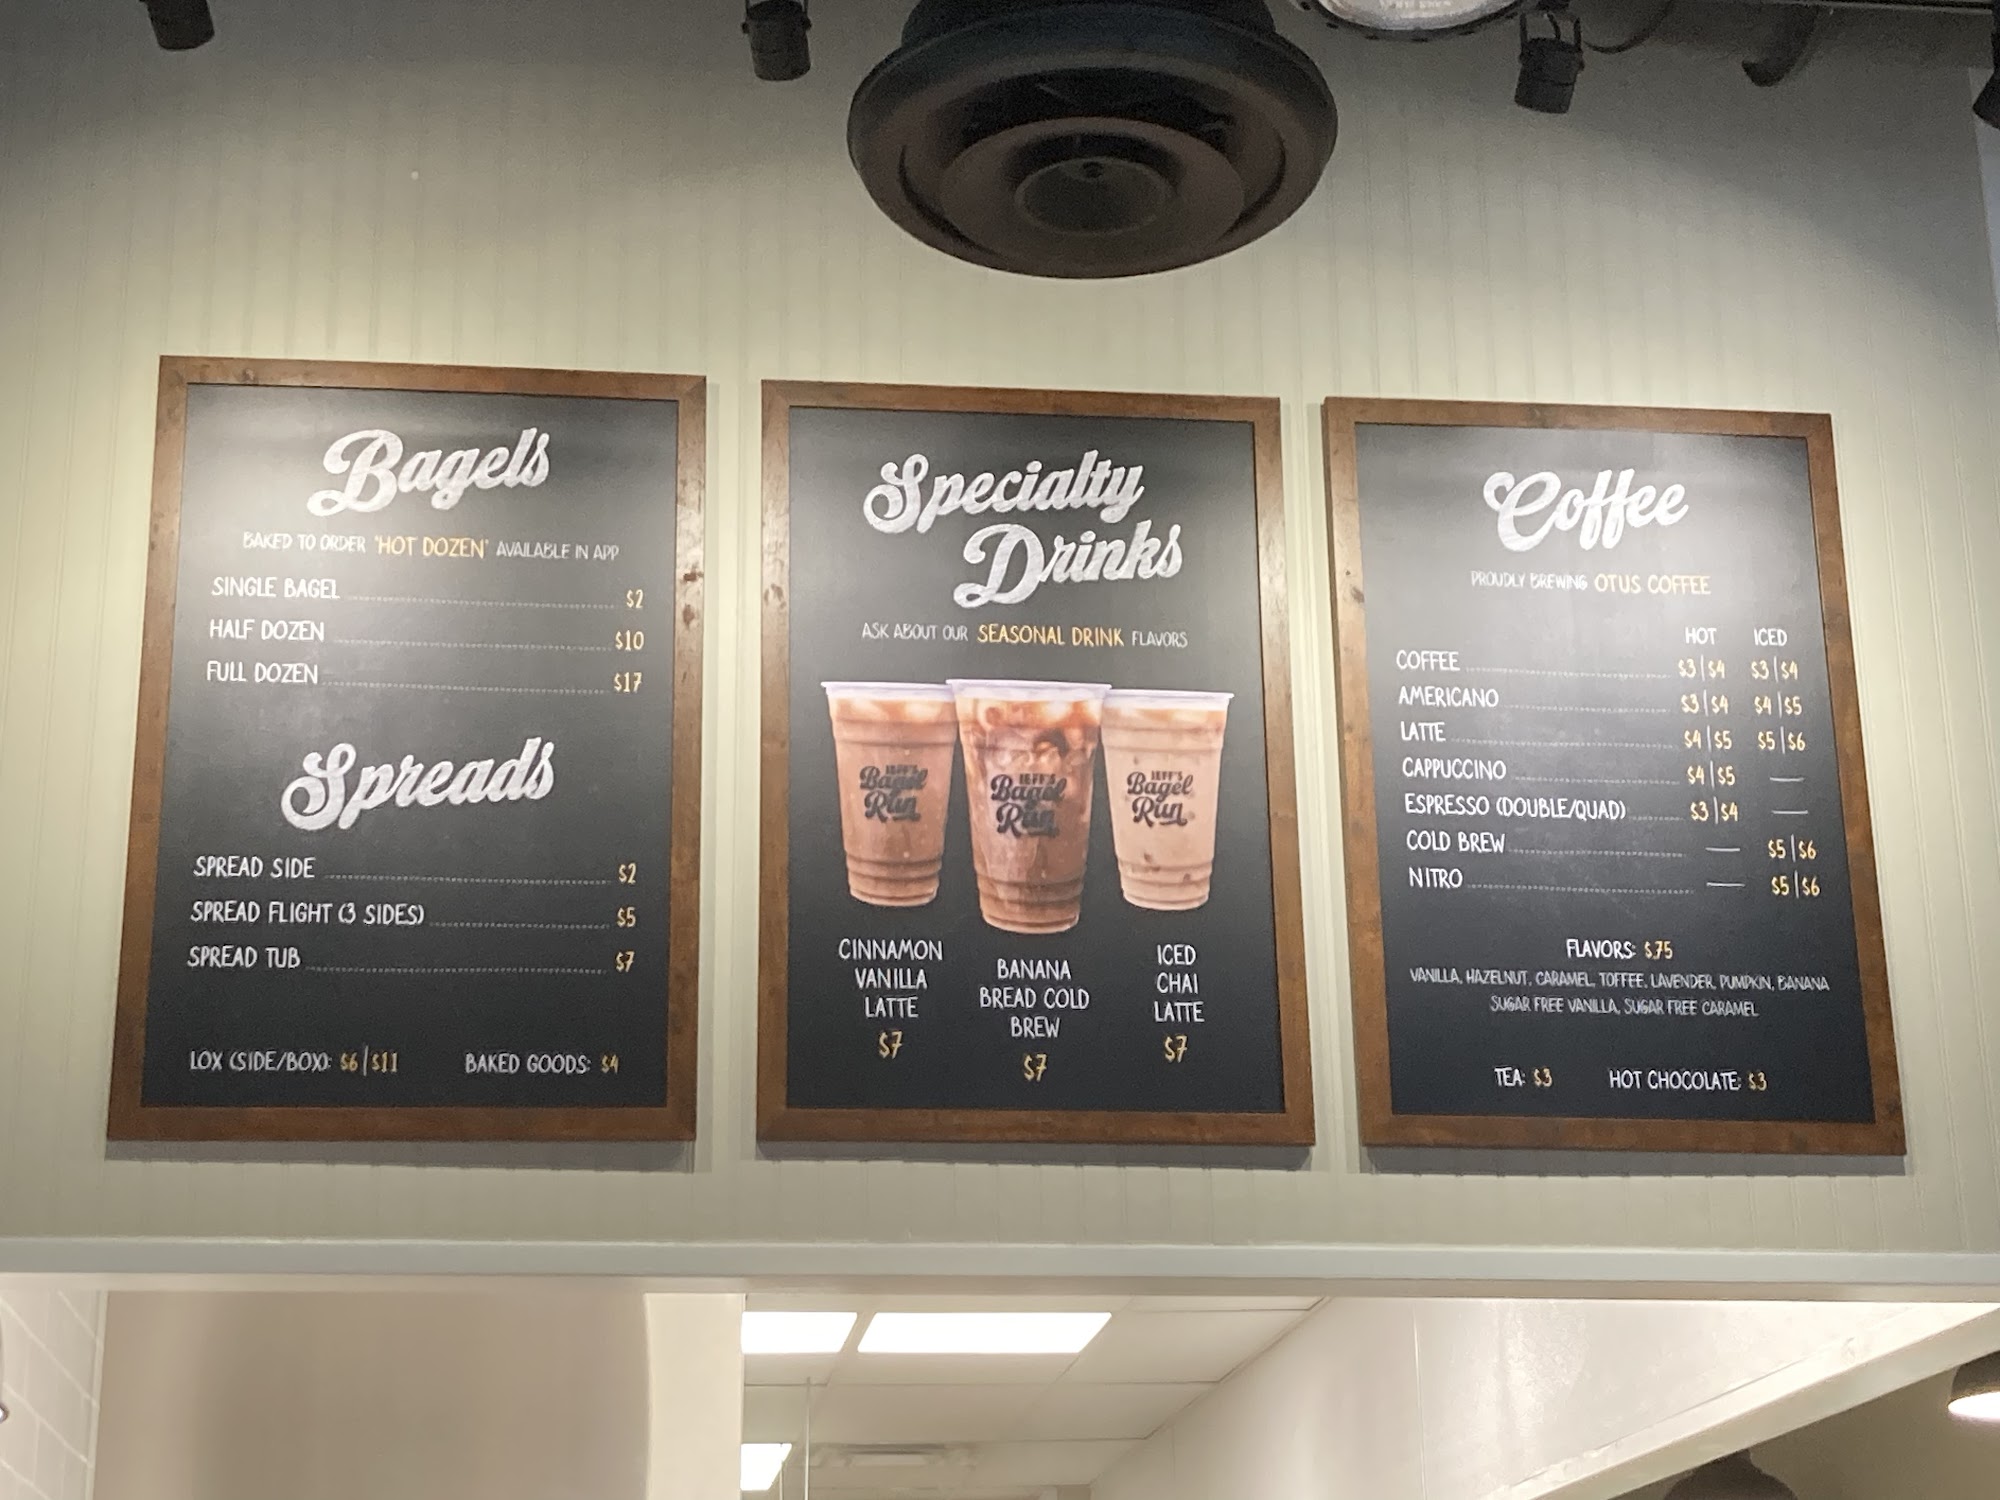 Bagels
BAKED TO ORDER "HOT DOZEN" AVAILABLE IN APP
SINGLE BAGEL $2
HALF DOZEN $10
FULL DOZEN $17
Spreads
SPREAD SIDE $2
SPREAD FLIGHT (3 SIDES) $5
SPREAD TUB $7
LOX (SIDE/BOX): $6|$11 BAKED GOODS: $4
Specialty
Drinks
ASK ABOUT OUR SEASONAL DRINK FLAVORS
JEFF'S
Bagel
Run
JEFF'S
Bagel
Run
JEFF'S
Bagel
Run
CINNAMON
VANILLA
LATTE
$7
BANANA
BREAD COLD
BREW
$7
ICED
CHAI
LATTE
$7
Coffee
PROUDLY BREWING OTUS COFFEE
HOT ICED
COFFEE $3|$4 $3|$4
AMERICANO $3|$4 $4|$5
LATTE $4|$5 $5|$6
CAPPUCCINO $4|$5 —
ESPRESSO (DOUBLE/QUAD) $3|$4 —
COLD BREW — $5|$6
NITRO — $5|$6
FLAVORS: $.75
VANILLA, HAZELNUT, CARAMEL, TOFFEE, LAVENDER, PUMPKIN, BANANA
SUGAR FREE VANILLA, SUGAR FREE CARAMEL
TEA: $3 HOT CHOCOLATE: $3